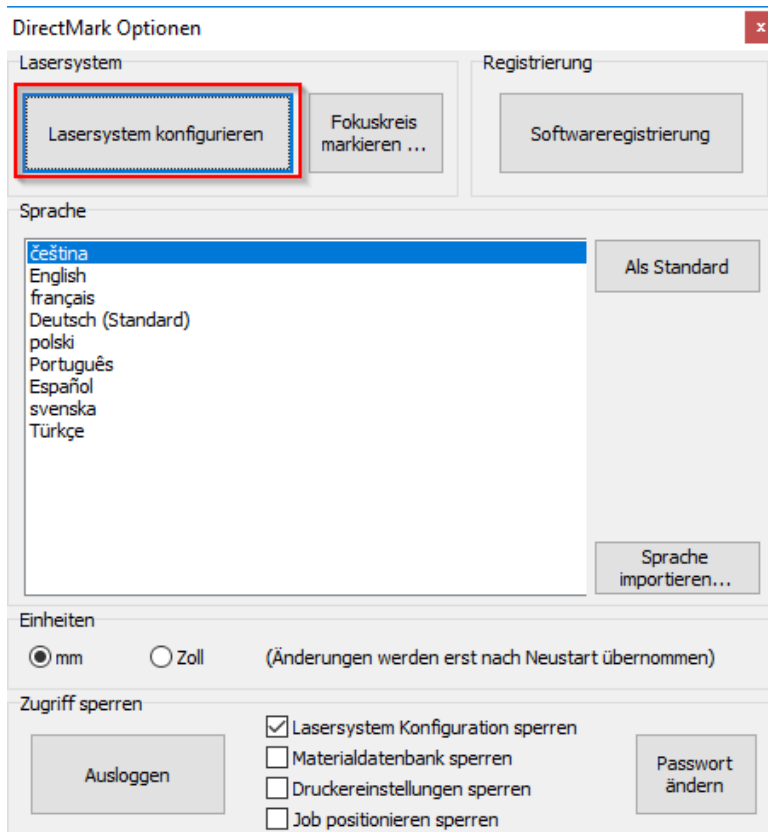 DirectMark Optionen
x
Lasersystem
Lasersystem konfigurieren
Fokuskreis
markieren ...
Registrierung
Softwareregistrierung
Sprache
čeština
English
français
Deutsch (Standard)
polski
Português
Español
svenska
Türkçe
Als Standard
Sprache
importieren...
Einheiten
mm
Zoll
(Änderungen werden erst nach Neustart übernommen)
Zugriff sperren
Ausloggen
Lasersystem Konfiguration sperren
Materialdatenbank sperren
Druckereinstellungen sperren
Job positionieren sperren
Passwort
ändern